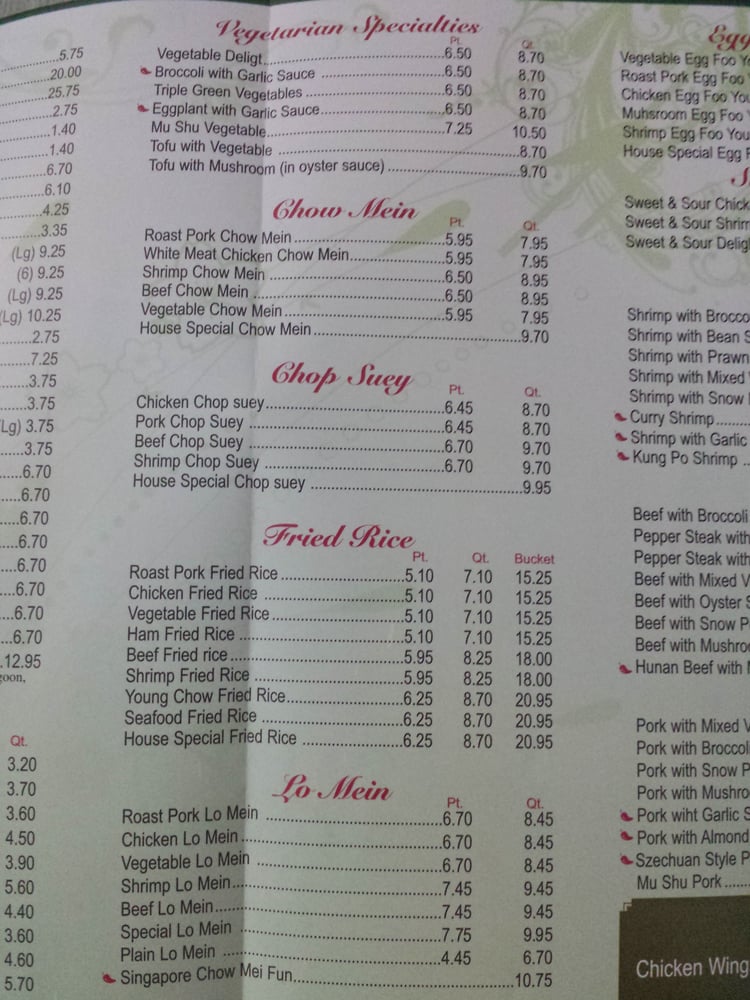 .5.75
20.00
25.75
.2.75
.1.40
.1.40
.6.70
.6.10
.4.25
.3.35
(Lg) 9.25
(6) 9.25
(Lg) 9.25
(Lg) 10.25
.....2.75
......7.25
.....3.75
.....3.75
(Lg) 3.75
.....3.75
.....6.70
.....6.70
.....6.70
.....6.70
....6.70
....6.70
....6.70
...6.70
.12.95
Qt.
3.20
3.70
3.60
4.50
3.90
5.60
4.40
3.60
4.60
5.70
Vegetarian Specialties
Pt. Qt.
Vegetable Deligt 6.50 8.70
Broccoli with Garlic Sauce 6.50 8.70
Triple Green Vegetables 6.50 8.70
Eggplant with Garlic Sauce 6.50 8.70
Mu Shu Vegetable 7.25 10.50
Tofu with Vegetable 8.70
Tofu with Mushroom (in oyster sauce) 9.70
Chow Mein
Pt. Qt.
Roast Pork Chow Mein 5.95 7.95
White Meat Chicken Chow Mein 5.95 7.95
Shrimp Chow Mein 6.50 8.95
Beef Chow Mein 6.50 8.95
Vegetable Chow Mein 5.95 7.95
House Special Chow Mein 9.70
Chop Suey
Pt. Qt.
Chicken Chop suey 6.45 8.70
Pork Chop Suey 6.45 8.70
Beef Chop Suey 6.70 9.70
Shrimp Chop Suey 6.70 9.70
House Special Chop suey 9.95
Fried Rice
Pt. Qt. Bucket
Roast Pork Fried Rice 5.10 7.10 15.25
Chicken Fried Rice 5.10 7.10 15.25
Vegetable Fried Rice 5.10 7.10 15.25
Ham Fried Rice 5.10 7.10 15.25
Beef Fried rice 5.95 8.25 18.00
Shrimp Fried Rice 5.95 8.25 18.00
Young Chow Fried Rice 6.25 8.70 20.95
Seafood Fried Rice 6.25 8.70 20.95
House Special Fried Rice 6.25 8.70 20.95
Lo Mein
Pt. Qt.
Roast Pork Lo Mein 6.70 8.45
Chicken Lo Mein 6.70 8.45
Vegetable Lo Mein 6.70 8.45
Shrimp Lo Mein 7.45 9.45
Beef Lo Mein 7.45 9.45
Special Lo Mein 7.75 9.95
Plain Lo Mein 4.45 6.70
Singapore Chow Mei Fun 10.75
Egg
Vegetable Egg Foo Yo
Roast Pork Egg Foo
Chicken Egg Foo You
Muhsroom Egg Foo
Shrimp Egg Foo You
House Special Egg F
Sweet & Sour Chick
Sweet & Sour Shrim
Sweet & Sour Delig
Shrimp with Brocco
Shrimp with Bean S
Shrimp with Prawn
Shrimp with Mixed
Shrimp with Snow
Curry Shrimp
Shrimp with Garlic
Kung Po Shrimp
Beef with Broccoli
Pepper Steak with
Pepper Steak with
Beef with Mixed V
Beef with Oyster S
Beef with Snow P
Beef with Mushro
Hunan Beef with
Pork with Mixed V
Pork with Broccol
Pork with Snow P
Pork with Mushro
Pork wiht Garlic S
Pork with Almond
Szechuan Style P
Mu Shu Pork
Chicken Wing